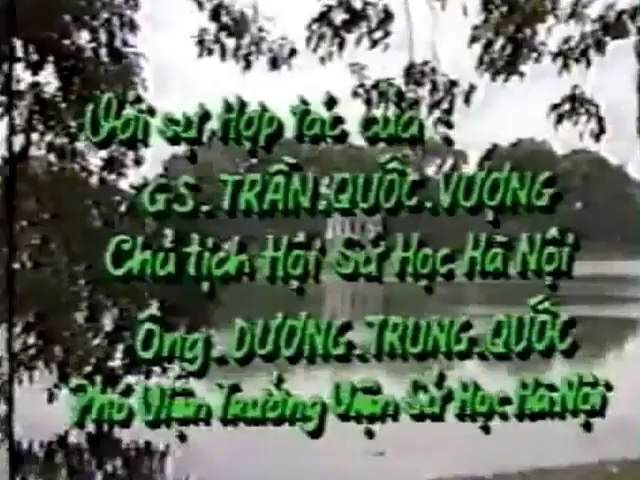 Với sự Hợp tác của :
GS. TRẦN QUỐC VƯỢNG
Chủ tịch Hội Sử Học Hà Nội
Ông. DƯƠNG. TRUNG. QUỐC
Phó Viện Trưởng Viện Sử Học Hà Nội